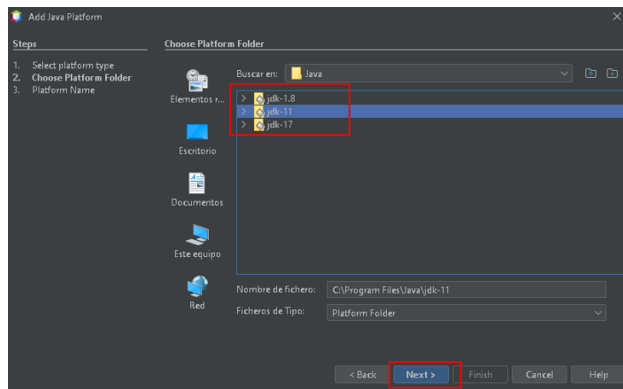 Add Java Platform
Steps
1. Select platform type
2. Choose Platform Folder
3. Platform Name
Choose Platform Folder
Buscar en: Java
Elementos r...
Escritorio
Documentos
Este equipo
Red
jdk-1.8
jdk-11
jdk-17
Nombre de fichero: C:\Program Files\Java\jdk-11
Ficheros de Tipo: Platform Folder
< Back Next > Finish Cancel Help